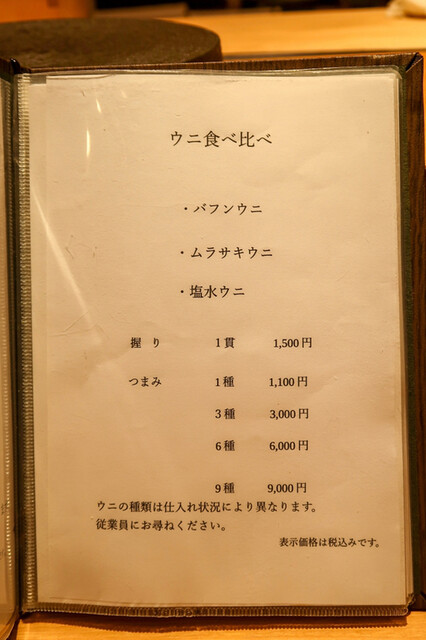 ウニ食べ比べ
・バフンウニ
・ムラサキウニ
・塩水ウニ
握り 1貫 1,500円
つまみ 1種 1,100円
3種 3,000円
6種 6,000円
9種 9,000円
ウニの種類は仕入れ状況により異なります。
従業員にお尋ねください。
表示価格は税込みです。